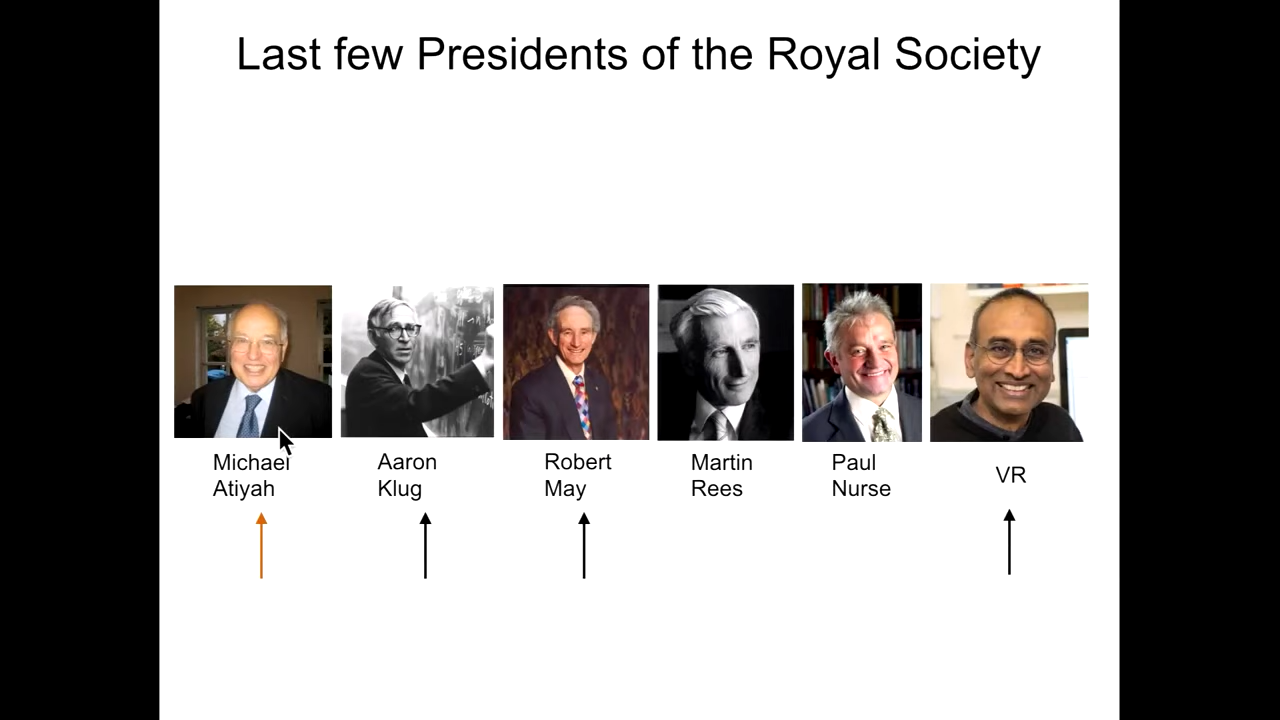 Last few Presidents of the Royal Society
Michael
Atiyah
Aaron
Klug
Robert
May
Martin
Rees
Paul
Nurse
VR